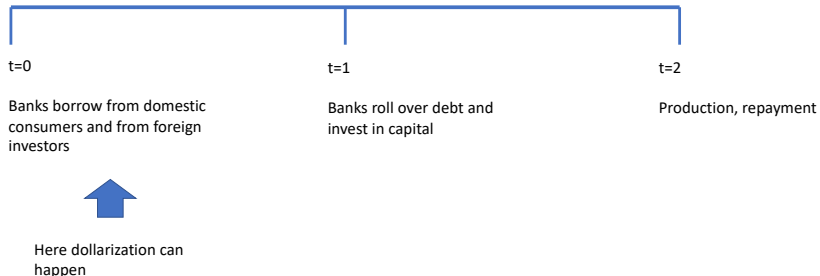 t=0
Banks borrow from domestic
consumers and from foreign
investors
t=1
Banks roll over debt and
invest in capital
t=2
Production, repayment
Here dollarization can
happen